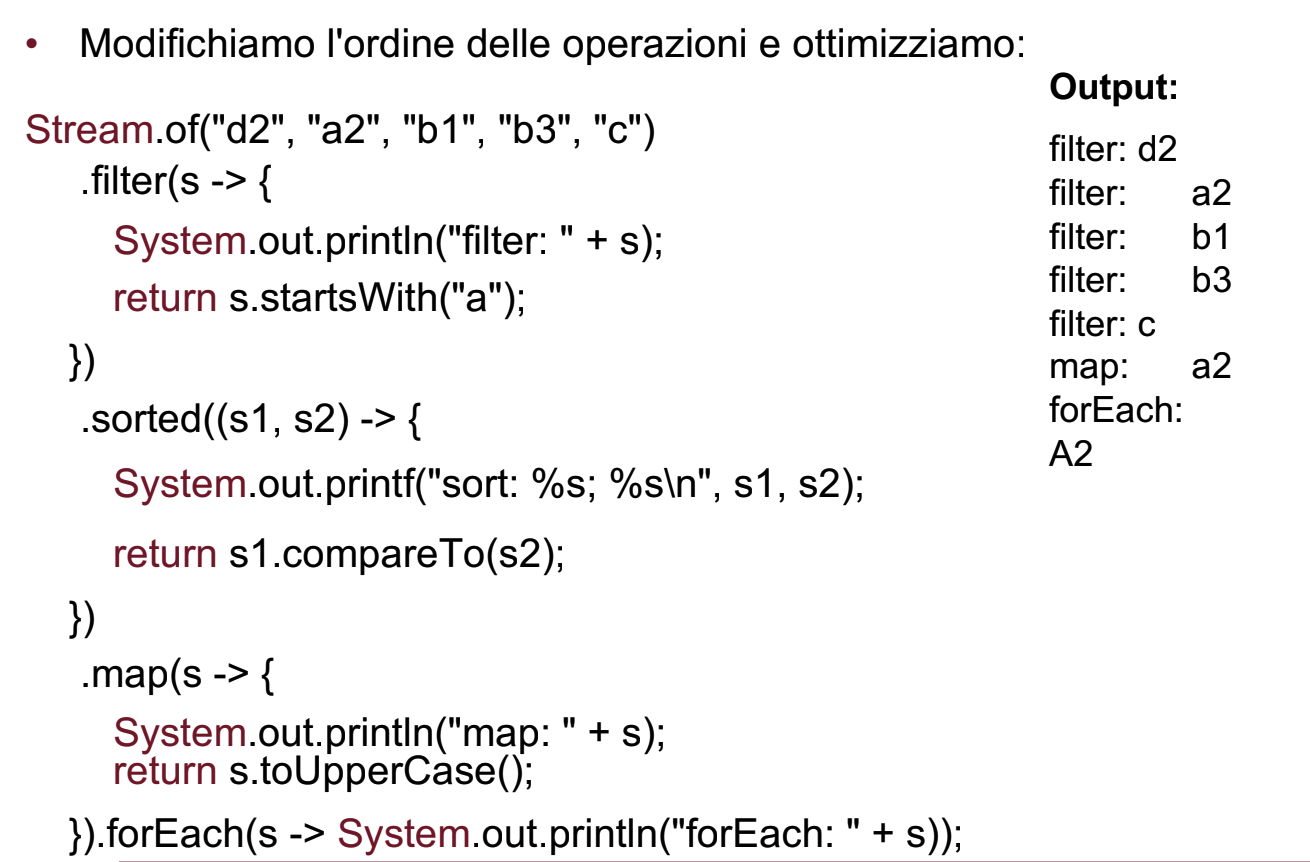 • Modifichiamo l'ordine delle operazioni e ottimizziamo:
Stream.of("d2", "a2", "b1", "b3", "c")
.filter(s -> {
System.out.println("filter: " + s);
return s.startsWith("a");
})
.sorted((s1, s2) -> {
System.out.printf("sort: %s; %s\n", s1, s2);
return s1.compareTo(s2);
})
.map(s -> {
System.out.println("map: " + s);
return s.toUpperCase();
}).forEach(s -> System.out.println("forEach: " + s));
Output:
filter: d2
filter: a2
filter: b1
filter: b3
filter: c
map: a2
forEach:
A2